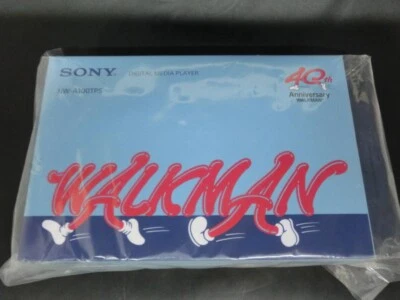 SONY DIGITAL MEDIA PLAYER
NW-A100TPS
40th
Anniversary
WALKMAN